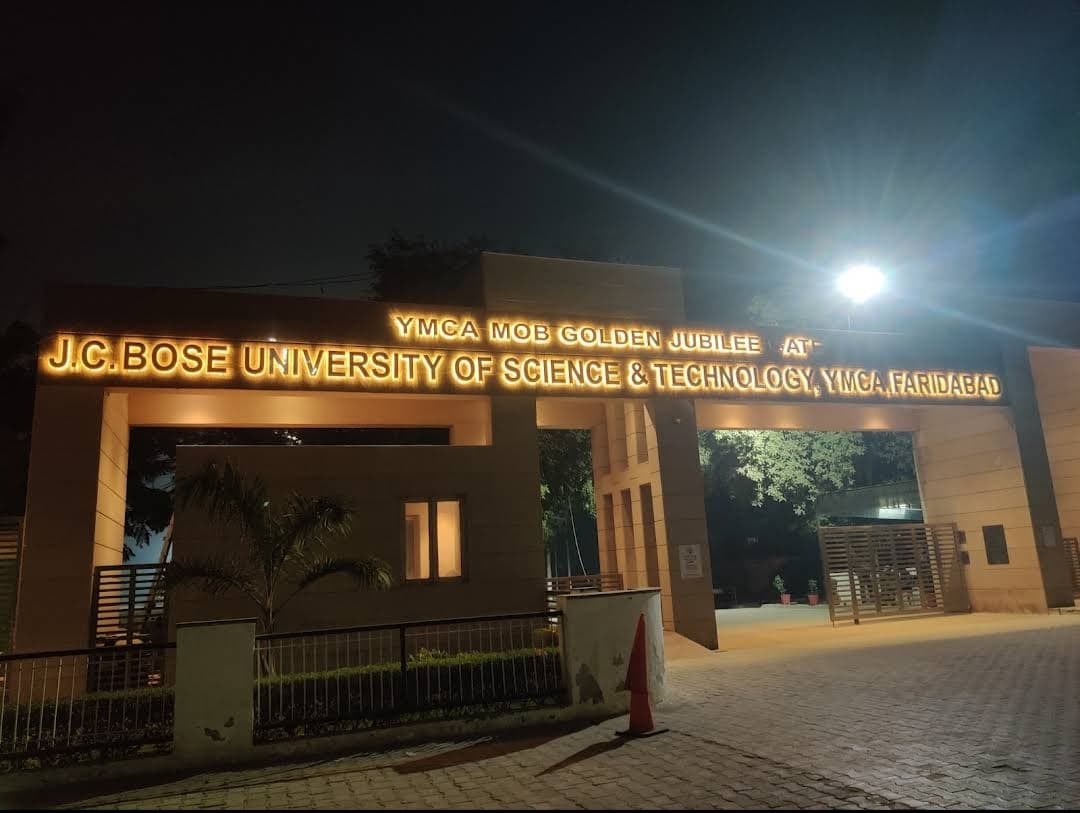 YMCA MOB GOLDEN JUBILEE AT
J.C.BOSE UNIVERSITY OF SCIENCE & TECHNOLOGY, YMCA, FARIDABAD